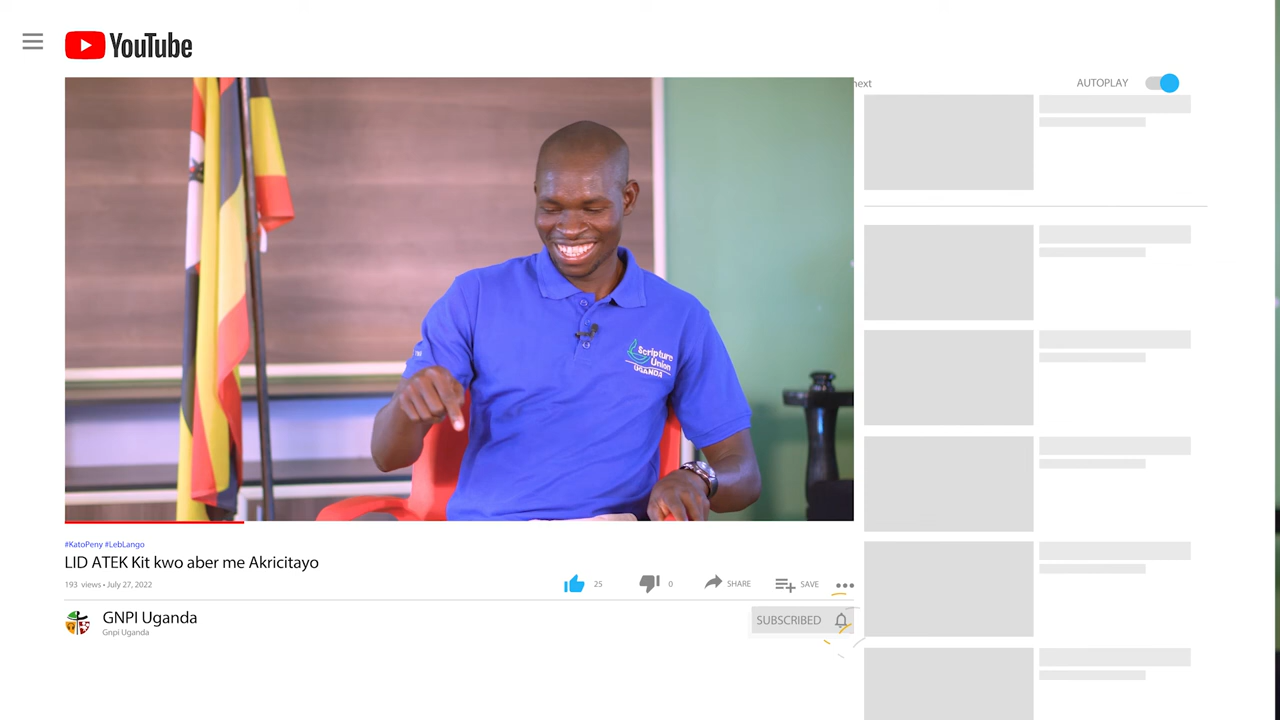 YouTube
next
AUTOPLAY
Scripture
Union
UGANDA
#KatoPeny #LebLango
LID ATEK Kit kwo aber me Akricitayo
193 views • July 27, 2022
25
0
SHARE
SAVE
GNPI Uganda
Gnpi Uganda
SUBSCRIBED